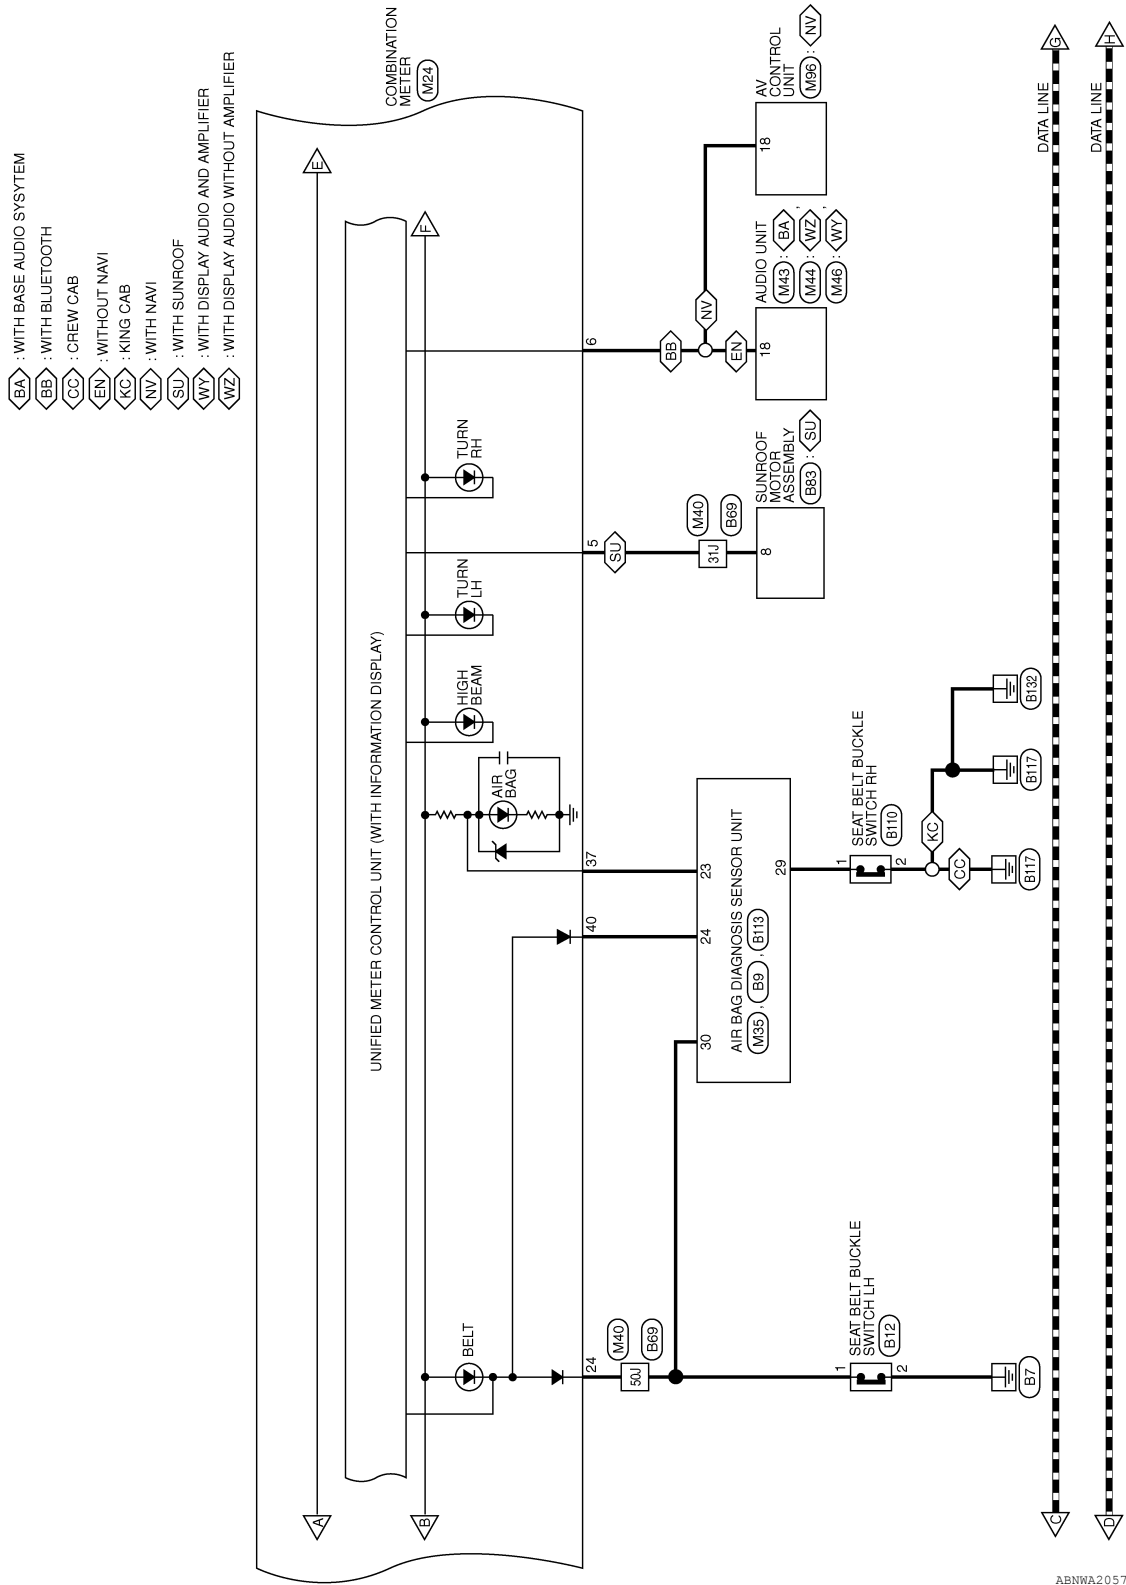 BA : WITH BASE AUDIO SYSYTEM
BB : WITH BLUETOOTH
CC : CREW CAB
EN : WITHOUT NAVI
KC : KING CAB
NV : WITH NAVI
SU : WITH SUNROOF
WY : WITH DISPLAY AUDIO AND AMPLIFIER
WZ : WITH DISPLAY AUDIO WITHOUT AMPLIFIER
COMBINATION
METER
M24
A
E
UNIFIED METER CONTROL UNIT (WITH INFORMATION DISPLAY)
B
F
BELT
AIR
BAG
HIGH
BEAM
TURN
LH
TURN
RH
24
40
37
5
6
50J
M40
B69
SU
31J
M40
B69
BB
NV
EN
30
24
23
29
AIR BAG DIAGNOSIS SENSOR UNIT
M35 , B9 , B113
8
SUNROOF
MOTOR
ASSEMBLY
B83 : SU
18
AUDIO UNIT
M43 : BA ,
M44 : WZ ,
M46 : WY
18
AV
CONTROL
UNIT
M96 : NV
SEAT BELT BUCKLE
SWITCH LH
B12
1
2
B7
SEAT BELT BUCKLE
SWITCH RH
B110
1
2
KC
CC
B117
B117
B132
C
DATA LINE
G
D
DATA LINE
H
ABNWA2057